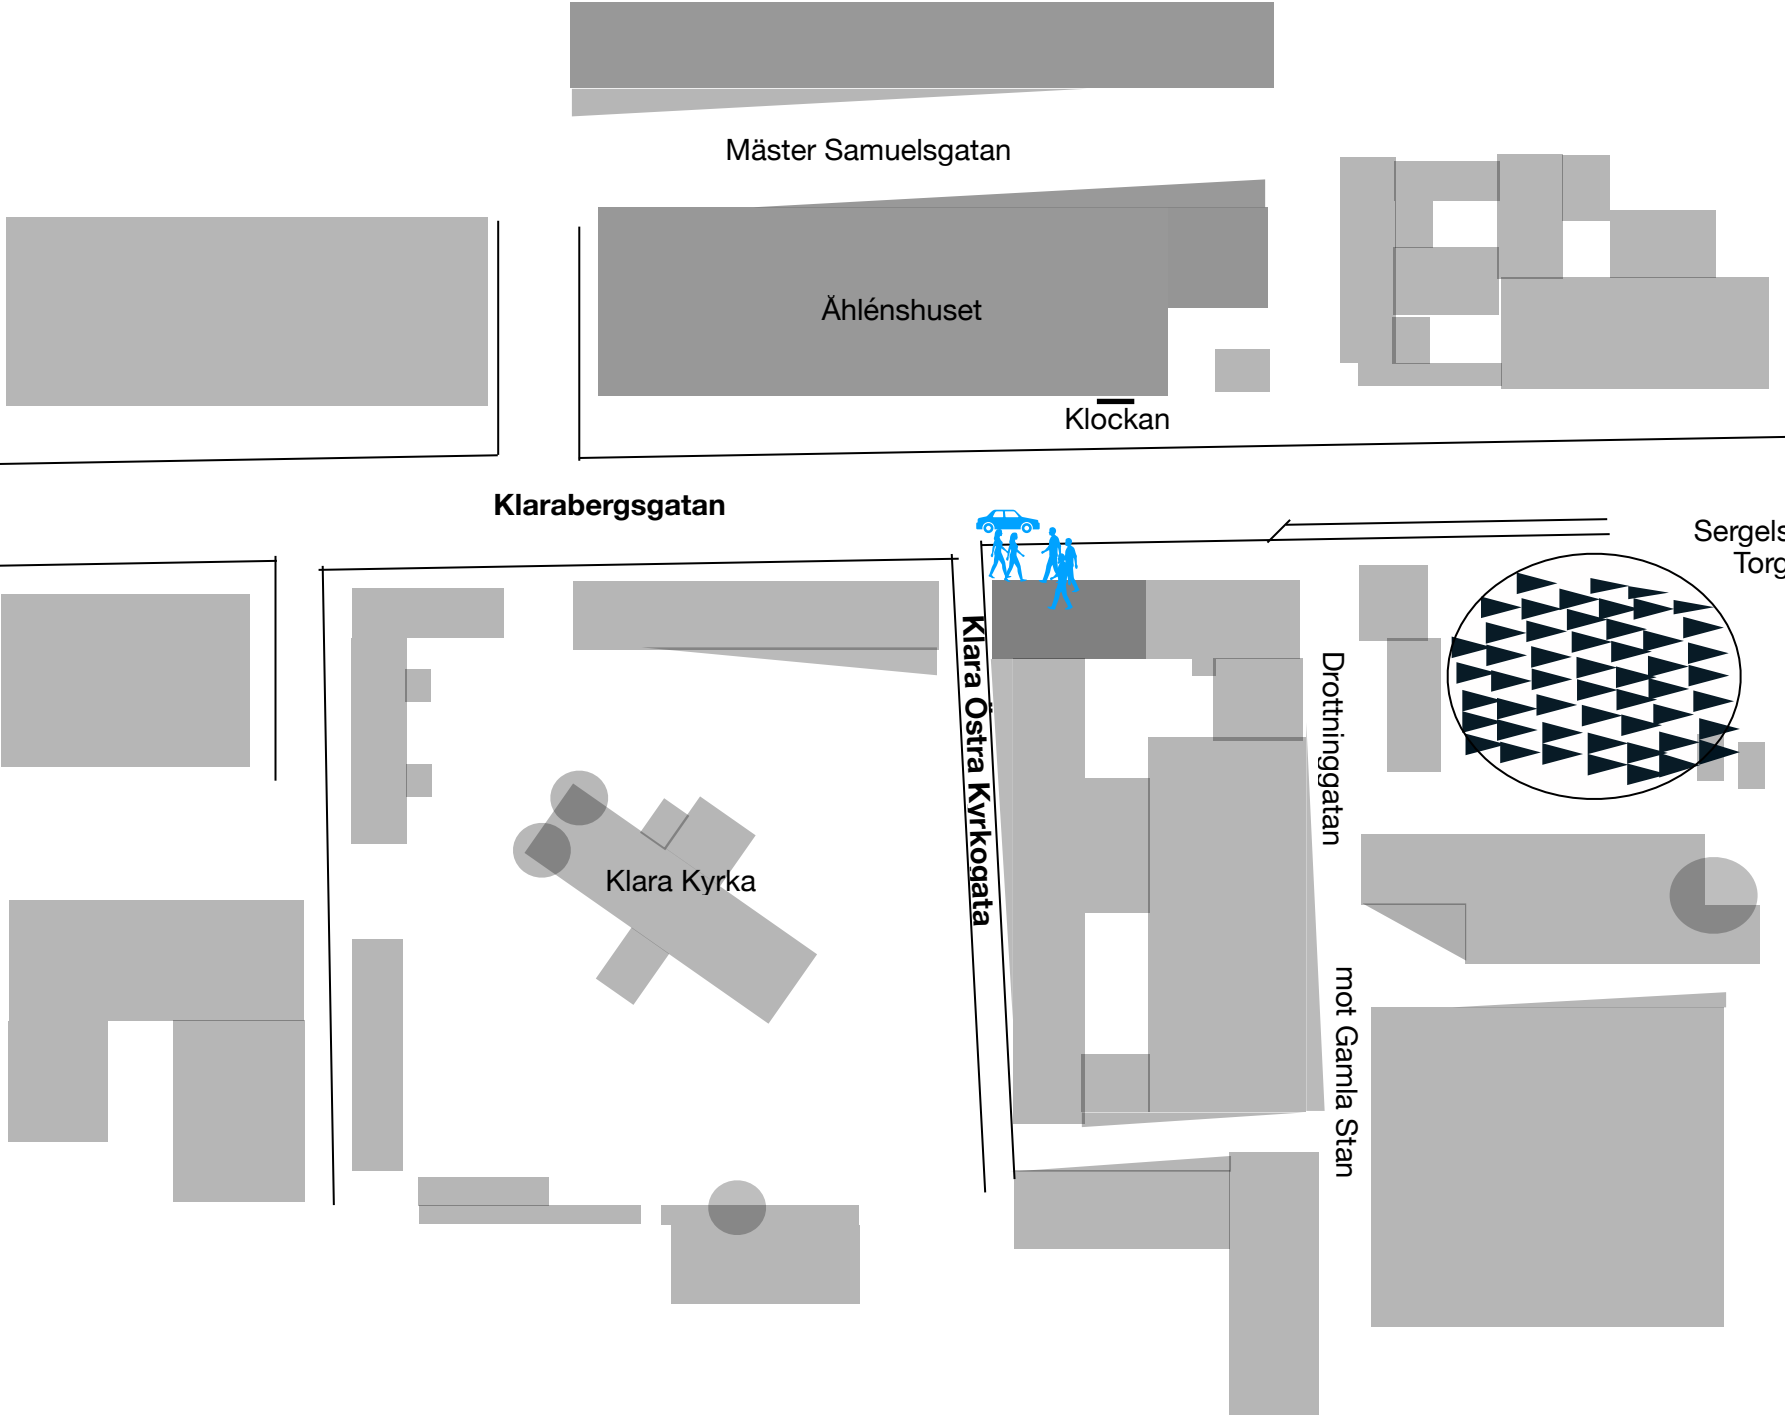 Mäster Samuelsgatan
Åhlénshuset
Klockan
Klarabergsgatan
Sergels
Torg
Klara Östra Kyrkogata
Drottninggatan
Klara Kyrka
mot Gamla Stan